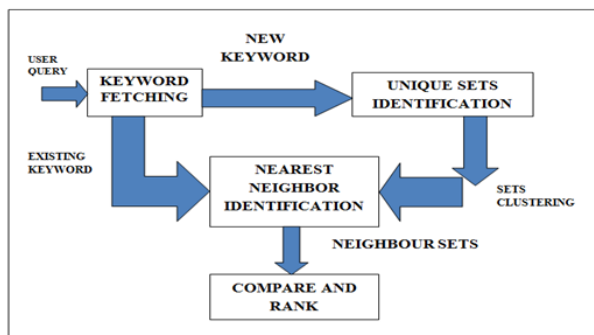 NEW
KEYWORD
USER
QUERY
KEYWORD
FETCHING
UNIQUE SETS
IDENTIFICATION
EXISTING
KEYWORD
NEAREST
NEIGHBOR
IDENTIFICATION
SETS
CLUSTERING
NEIGHBOUR SETS
COMPARE AND
RANK